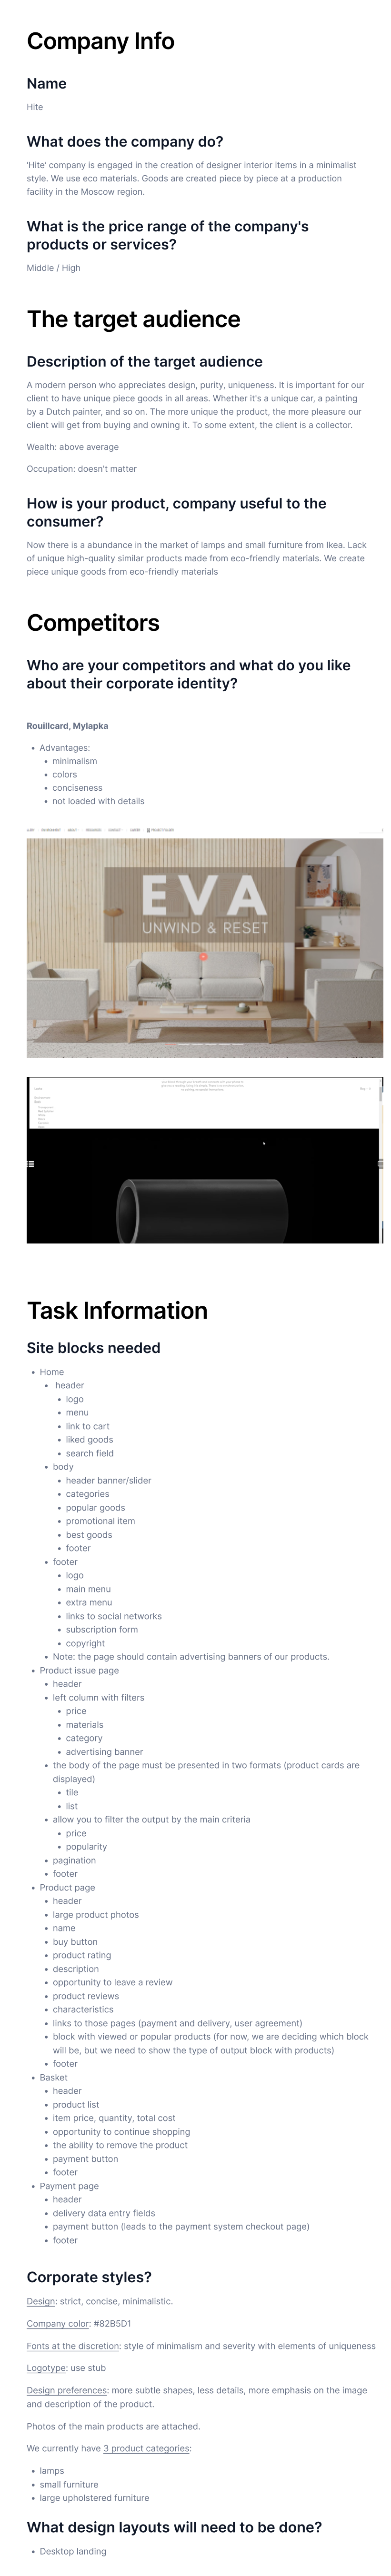 Company Info
Name
Hite
What does the company do?
'Hite' company is engaged in the creation of designer interior items in a minimalist
style. We use eco materials. Goods are created piece by piece at a production
facility in the Moscow region.
What is the price range of the company's
products or services?
Middle / High
The target audience
Description of the target audience
A modern person who appreciates design, purity, uniqueness. It is important for our
client to have unique piece goods in all areas. Whether it's a unique car, a painting
by a Dutch painter, and so on. The more unique the product, the more pleasure our
client will get from buying and owning it. To some extent, the client is a collector.
Wealth: above average
Occupation: doesn't matter
How is your product, company useful to the
consumer?
Now there is a abundance in the market of lamps and small furniture from Ikea. Lack
of unique high-quality similar products made from eco-friendly materials. We create
piece unique goods from eco-friendly materials
Competitors
Who are your competitors and what do you like
about their corporate identity?
Rouillcard, Mylapka
• Advantages:
• minimalism
• colors
• conciseness
• not loaded with details
EVA
UNWIND & RESET
Task Information
Site blocks needed
• Home
• header
• logo
• menu
• link to cart
• liked goods
• search field
• body
• header banner/slider
• categories
• popular goods
• promotional item
• best goods
• footer
• footer
• logo
• main menu
• extra menu
• links to social networks
• subscription form
• copyright
• Note: the page should contain advertising banners of our products.
• Product issue page
• header
• left column with filters
• price
• materials
• category
• advertising banner
• the body of the page must be presented in two formats (product cards are
displayed)
• tile
• list
• allow you to filter the output by the main criteria
• price
• popularity
• pagination
• footer
• Product page
• header
• large product photos
• name
• buy button
• product rating
• description
• opportunity to leave a review
• product reviews
• characteristics
• links to those pages (payment and delivery, user agreement)
• block with viewed or popular products (for now, we are deciding which block
will be, but we need to show the type of output block with products)
• footer
• Basket
• header
• product list
• item price, quantity, total cost
• opportunity to continue shopping
• the ability to remove the product
• payment button
• footer
• Payment page
• header
• delivery data entry fields
• payment button (leads to the payment system checkout page)
• footer
Corporate styles?
Design: strict, concise, minimalistic.
Company color: #82B5D1
Fonts at the discretion: style of minimalism and severity with elements of uniqueness
Logotype: use stub
Design preferences: more subtle shapes, less details, more emphasis on the image
and description of the product.
Photos of the main products are attached.
We currently have 3 product categories:
• lamps
• small furniture
• large upholstered furniture
What design layouts will need to be done?
• Desktop landing